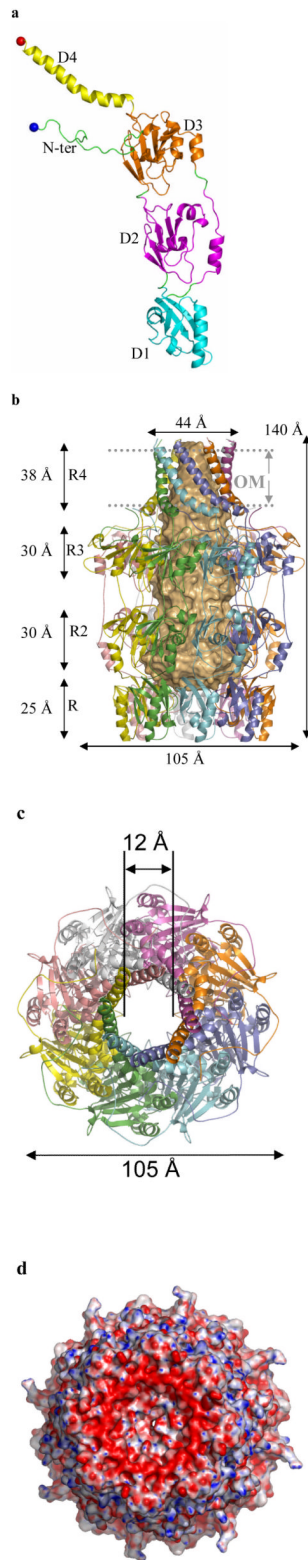 a
D4
D3
N-ter
D2
D1
b
44 Å
140 Å
38 Å R4
OM
30 Å R3
30 Å R2
25 Å R
105 Å
c
12 Å
105 Å
d